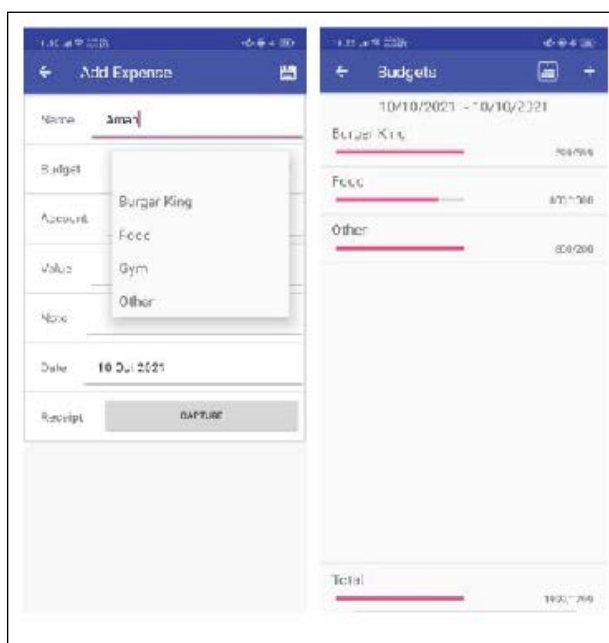 Add Expense
Name Aman
Budget
Burger King
Account
Food
Value
Gym
Other
Note
Date 10 Oct 2021
Receipt CAPTURE
Budgets
10/10/2021 - 10/10/2021
Burger King
Food
Other
Total